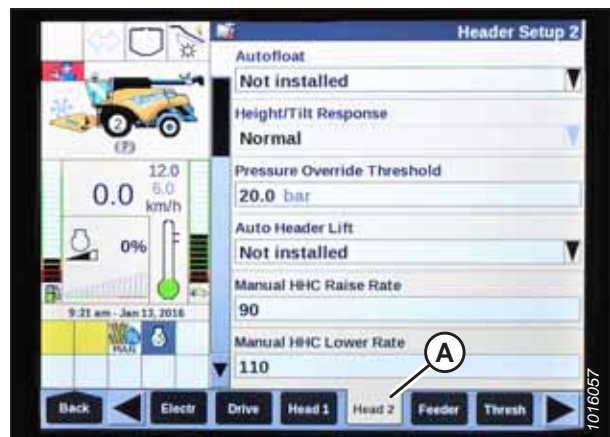 Header Setup 2
Autofloat
Not installed
Height/Tilt Response
Normal
Pressure Override Threshold
20.0 bar
Auto Header Lift
Not installed
Manual HHC Raise Rate
90
Manual HHC Lower Rate
110
2
(P)
12.0
0.0 6.0
km/h
0%
9:21 am - Jan 13, 2016
MAN
A
Back Electr Drive Head 1 Head 2 Feeder Thresh
1016057